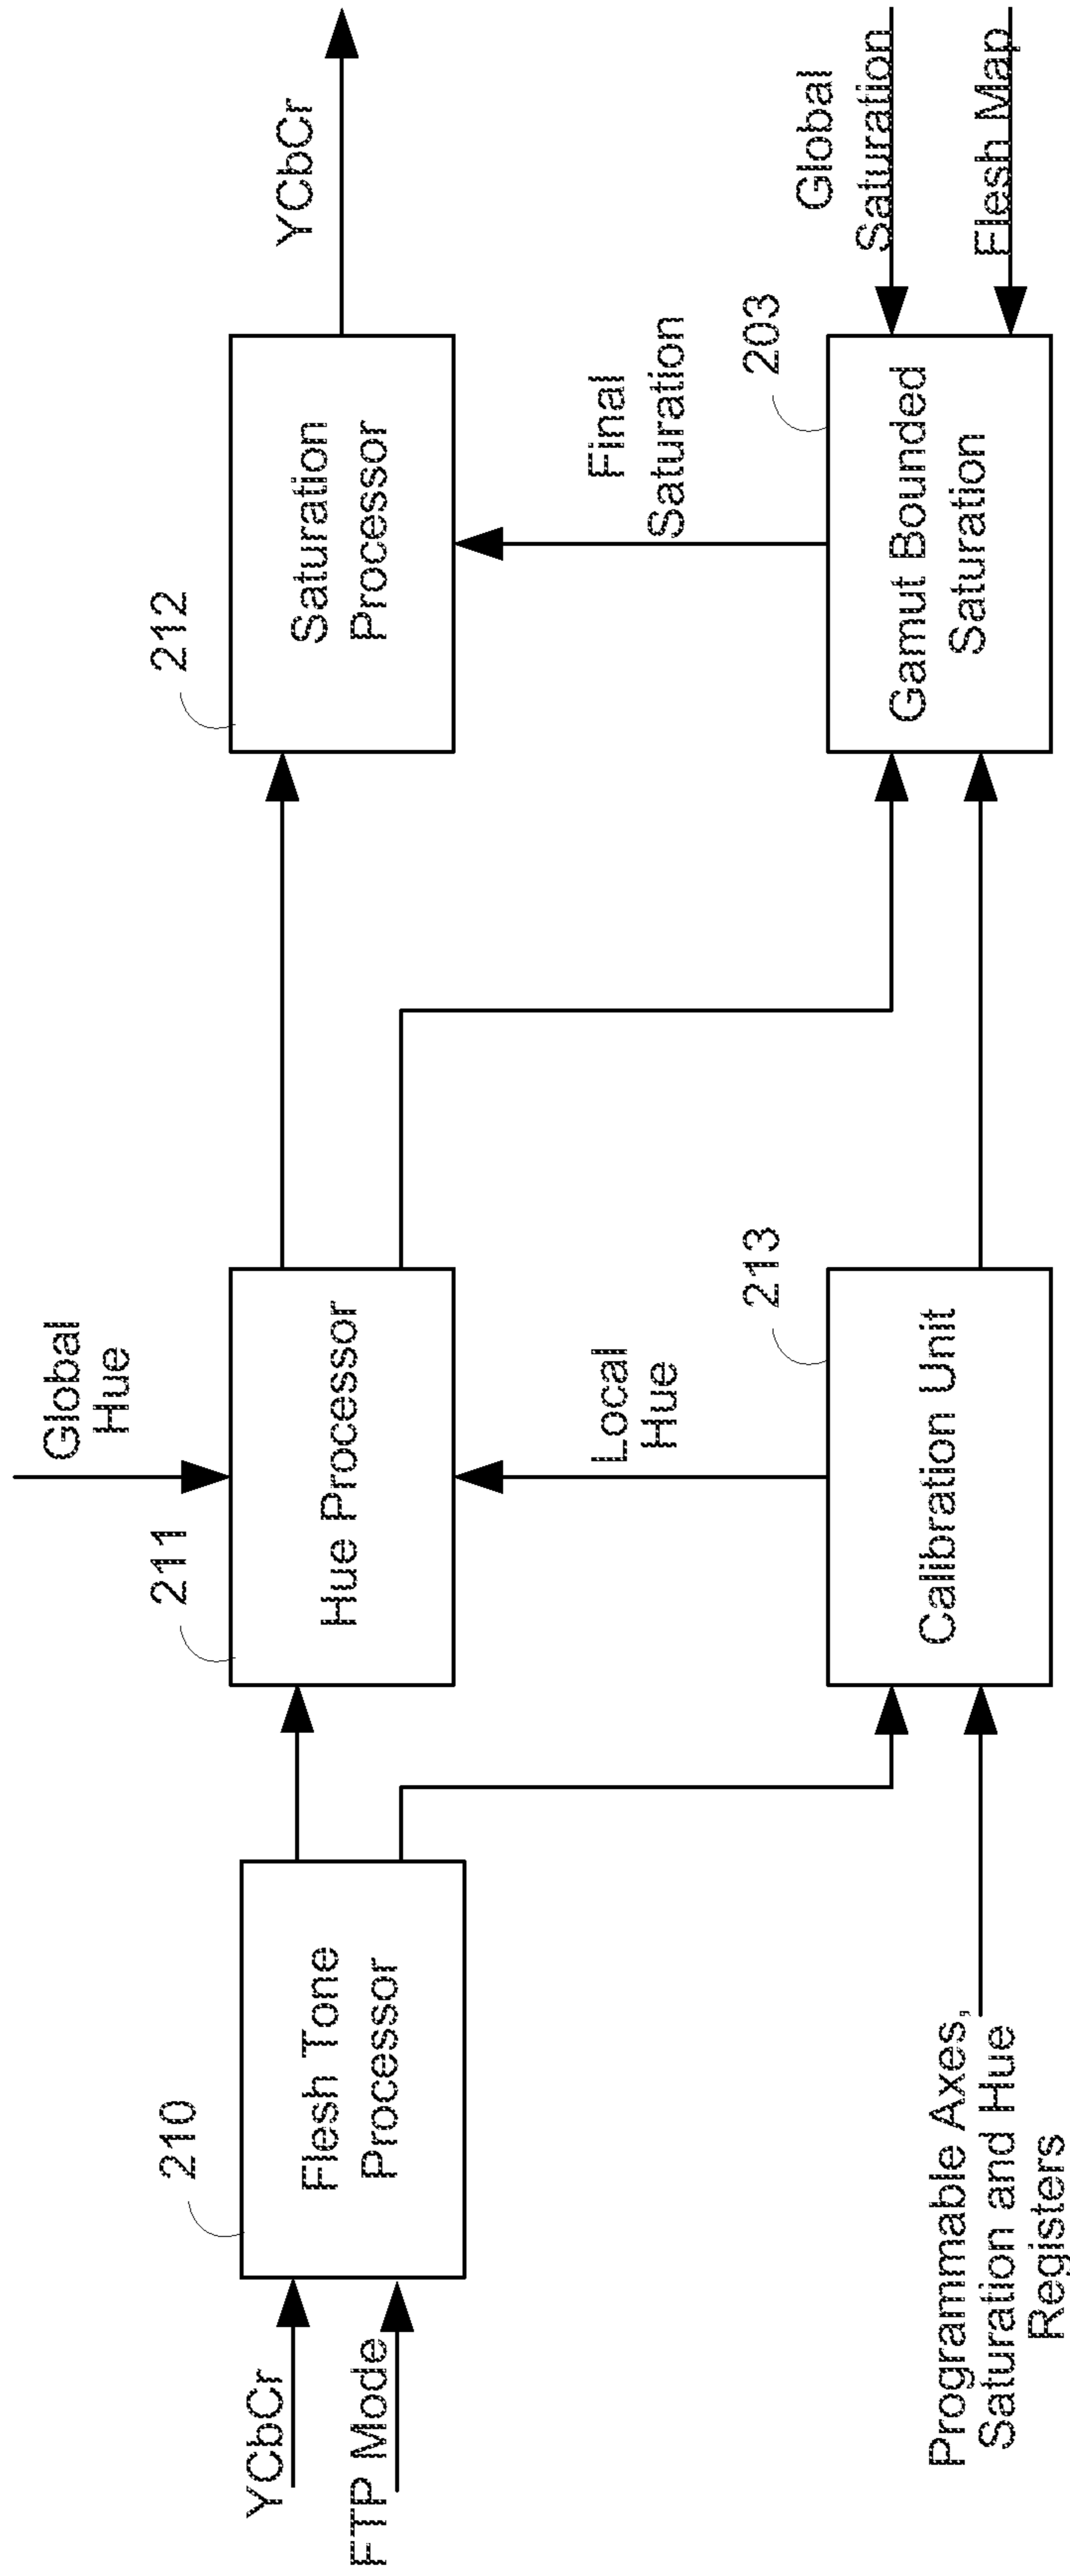 YCbCr
FTP Mode
210
Flesh Tone
Processor
211
Hue Processor
Global
Hue
212
Saturation
Processor
YCbCr
Local
Hue
Final
Saturation
Programmable Axes,
Saturation and Hue
Registers
213
Calibration Unit
203
Gamut Bounded
Saturation
Global
Saturation
Flesh Map